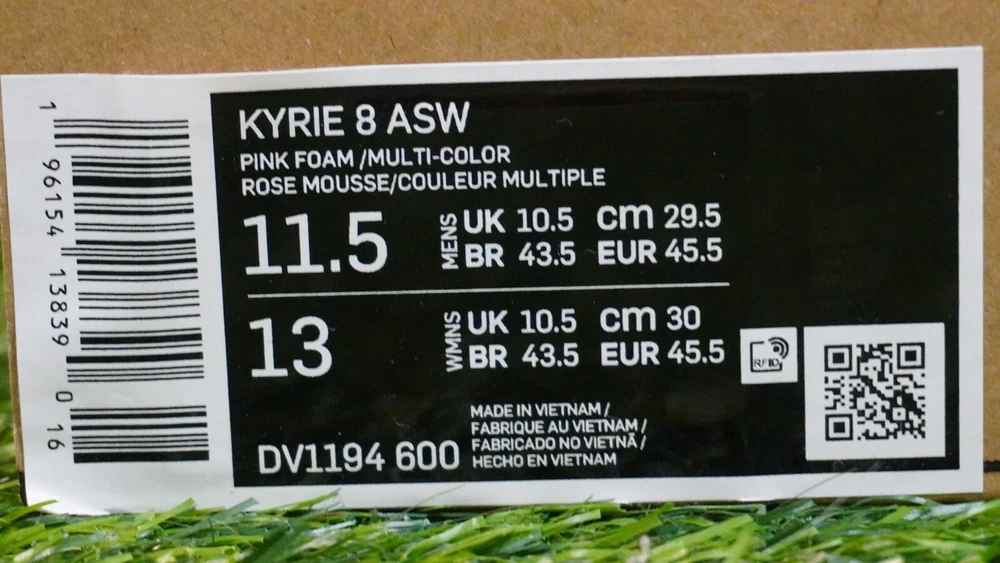 KYRIE 8 ASW
PINK FOAM /MULTI-COLOR
ROSE MOUSSE/COULEUR MULTIPLE
11.5 MENS UK 10.5 cm 29.5
BR 43.5 EUR 45.5
13 WMNS UK 10.5 cm 30
BR 43.5 EUR 45.5
RFID
DV1194 600
MADE IN VIETNAM /
FABRIQUE AU VIETNAM /
FABRICADO NO VIETNÃ /
HECHO EN VIETNAM
1 96154 13839 0 16